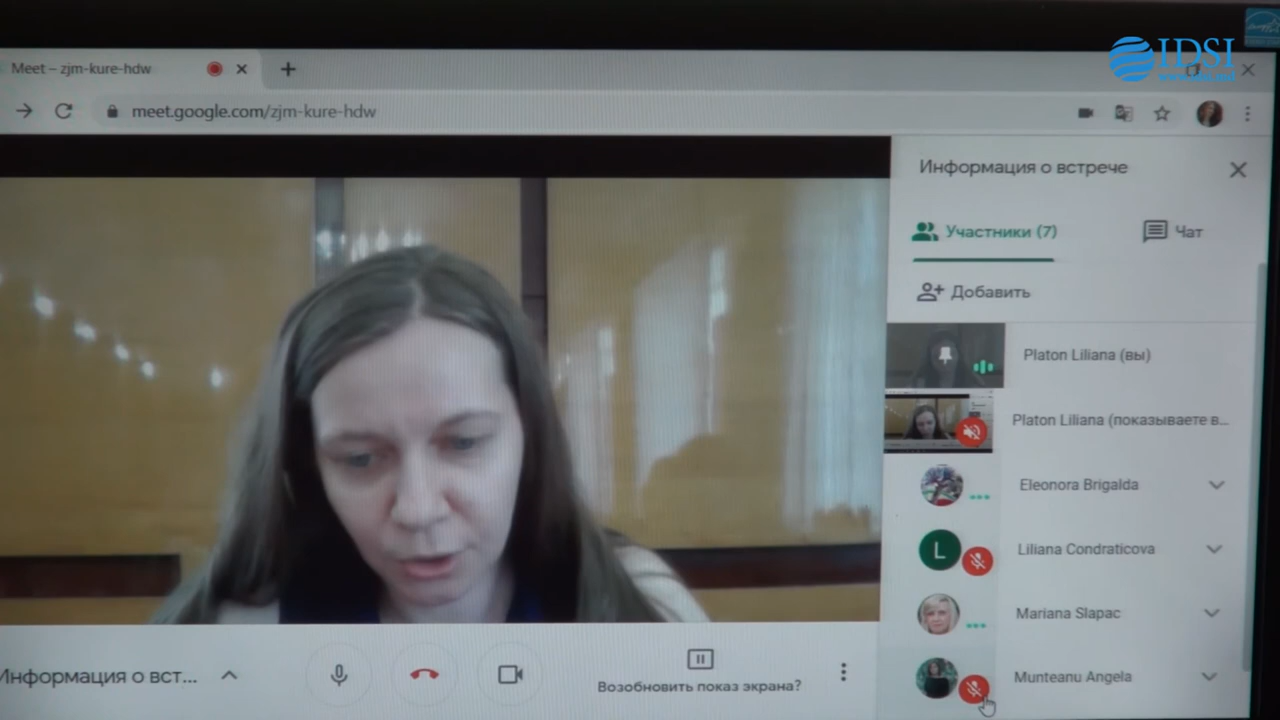 IDSI
Meet – zjm-kure-hdw
meet.google.com/zjm-kure-hdw
Информация о встрече
Участники (7)
Чат
Добавить
Platon Liliana (вы)
Platon Liliana (показываете в...
Eleonora Brigalda
L
Liliana Condraticova
Mariana Slapac
Munteanu Angela
Информация о вст...
Возобновить показ экрана?